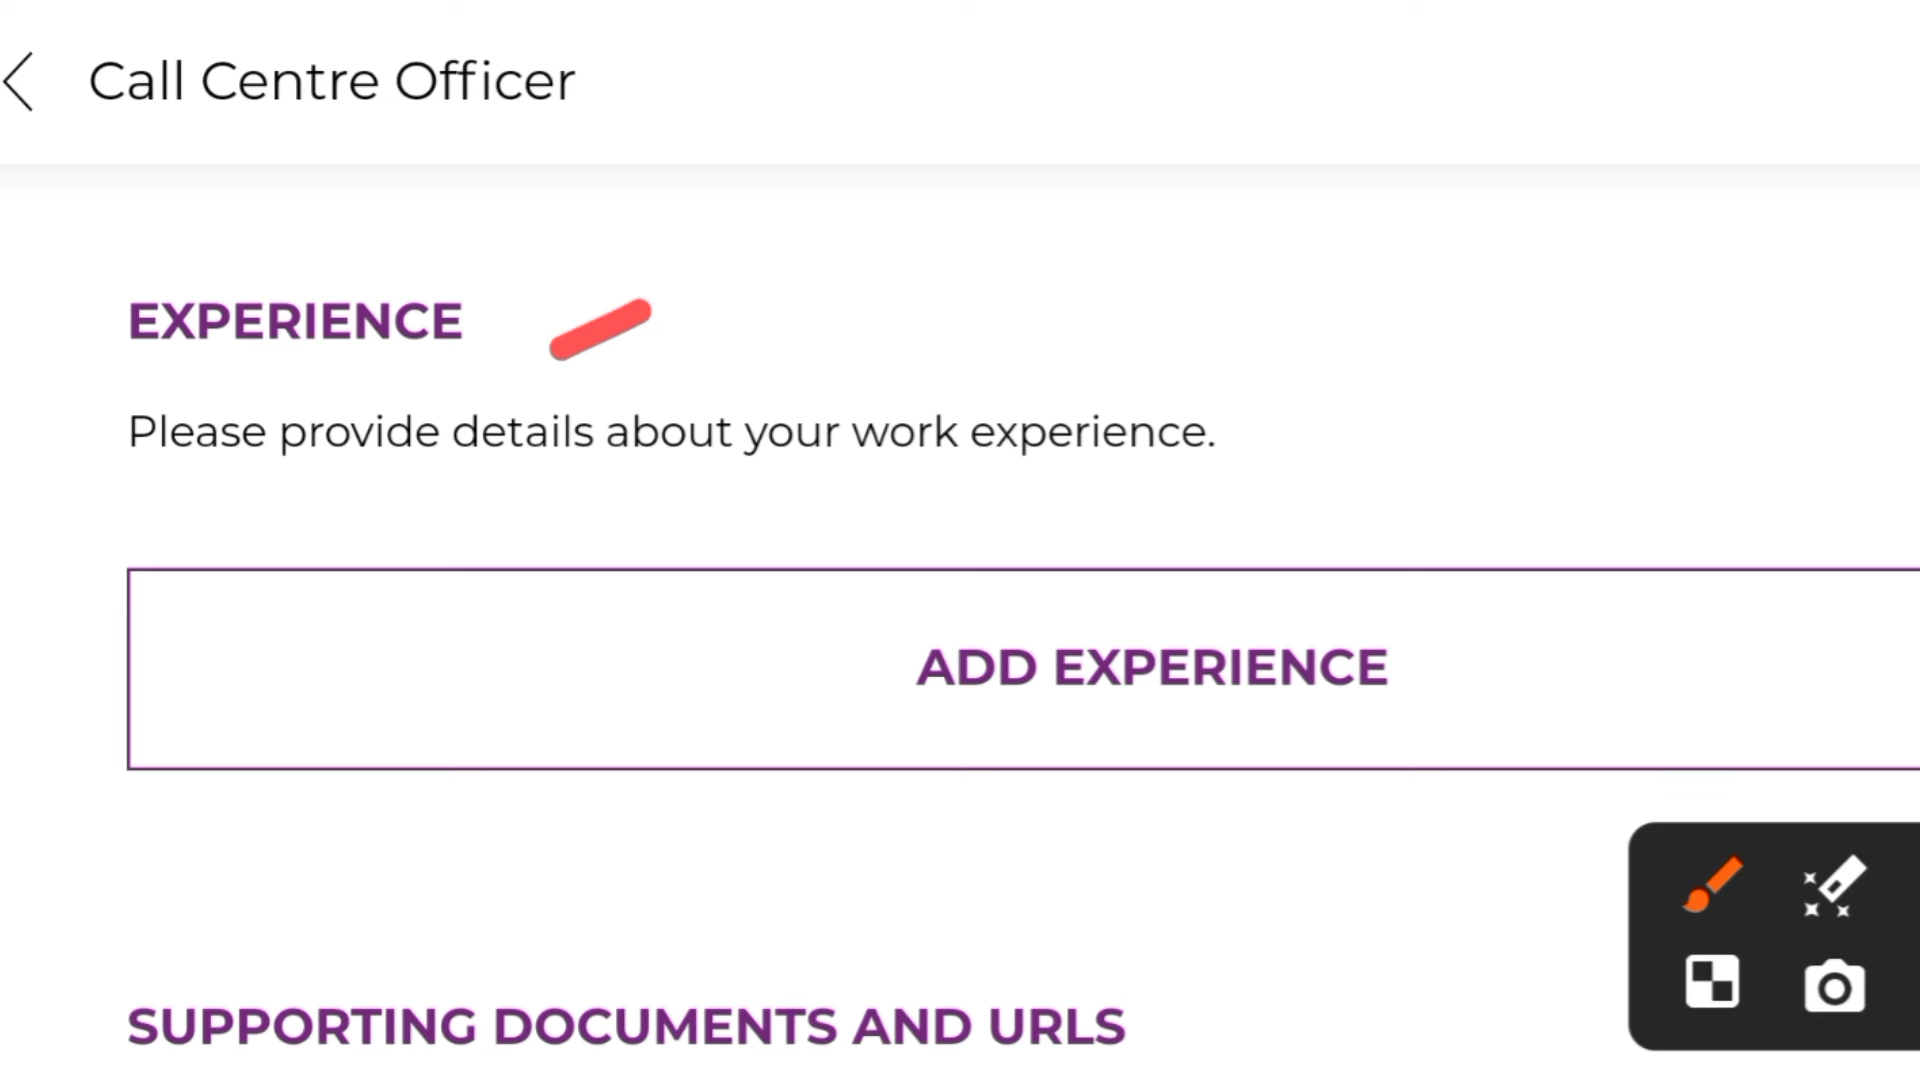 Call Centre Officer
EXPERIENCE
Please provide details about your work experience.
ADD EXPERIENCE
SUPPORTING DOCUMENTS AND URLS